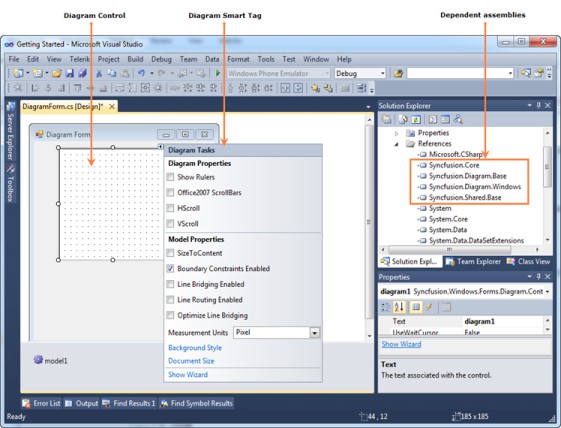 Diagram Control
Diagram Smart Tag
Dependent assemblies
Getting Started - Microsoft Visual Studio
File Edit View Telerik Project Build Debug Team Data Format Tools Test Window Help
Windows Phone Emulator
Debug
DiagramForm.cs [Design]*
Server Explorer
Toolbox
Diagram Form
Diagram Tasks
Diagram Properties
Show Rulers
Office2007 ScrollBars
HScroll
VScroll
Model Properties
SizeToContent
Boundary Constraints Enabled
Line Bridging Enabled
Line Routing Enabled
Optimize Line Bridging
Measurement Units Pixel
Background Style
Document Size
Show Wizard
model1
Solution Explorer
Properties
References
Microsoft.CSharp
Syncfusion.Core
Syncfusion.Diagram.Base
Syncfusion.Diagram.Windows
Syncfusion.Shared.Base
System
System.Core
System.Data
System.Data.DataSetExtensions
Solution Expl...
Team Explorer
Class View
Properties
diagram1 Syncfusion.Windows.Forms.Diagram.Cont
Text diagram1
UseWaitCursor False
Show Wizard
Text
The text associated with the control.
Error List
Output
Find Results 1
Find Symbol Results
Ready
44 , 12
185 x 185